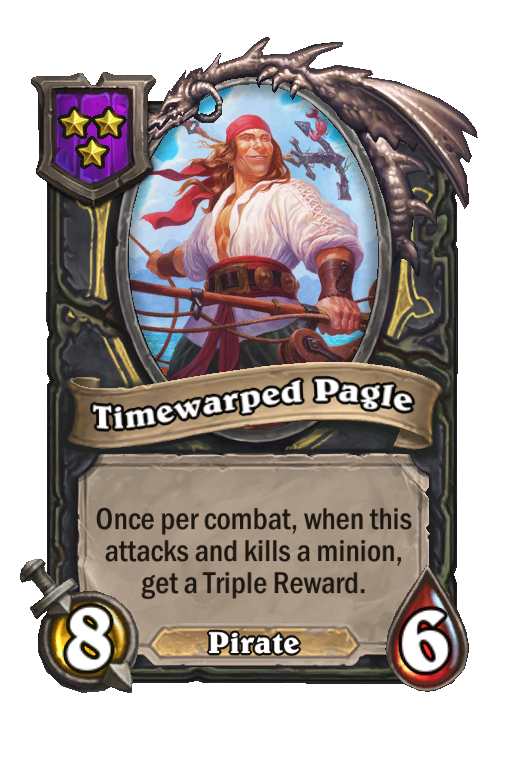 Timewarped Pagle
Once per combat, when this
attacks and kills a minion,
get a Triple Reward.
8
Pirate
6